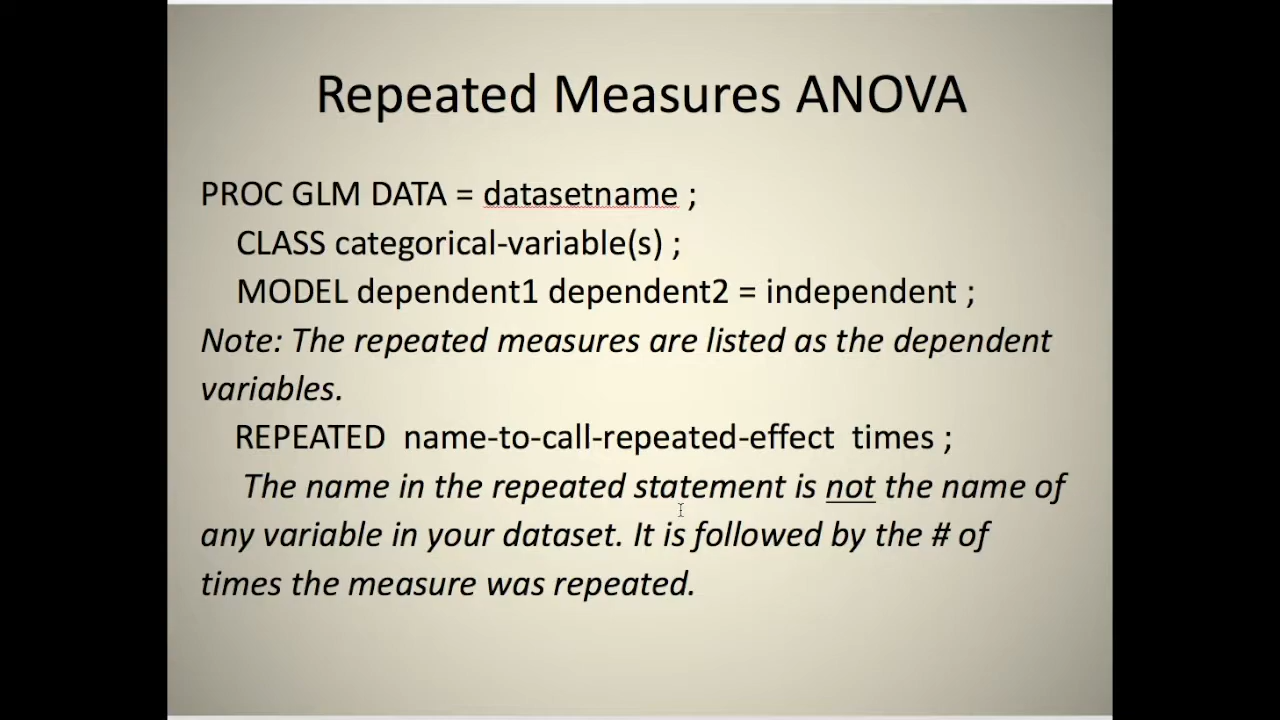 Repeated Measures ANOVA
PROC GLM DATA = datasetname ;
CLASS categorical-variable(s) ;
MODEL dependent1 dependent2 = independent ;
Note: The repeated measures are listed as the dependent
variables.
REPEATED name-to-call-repeated-effect times ;
The name in the repeated statement is not the name of
any variable in your dataset. It is followed by the # of
times the measure was repeated.